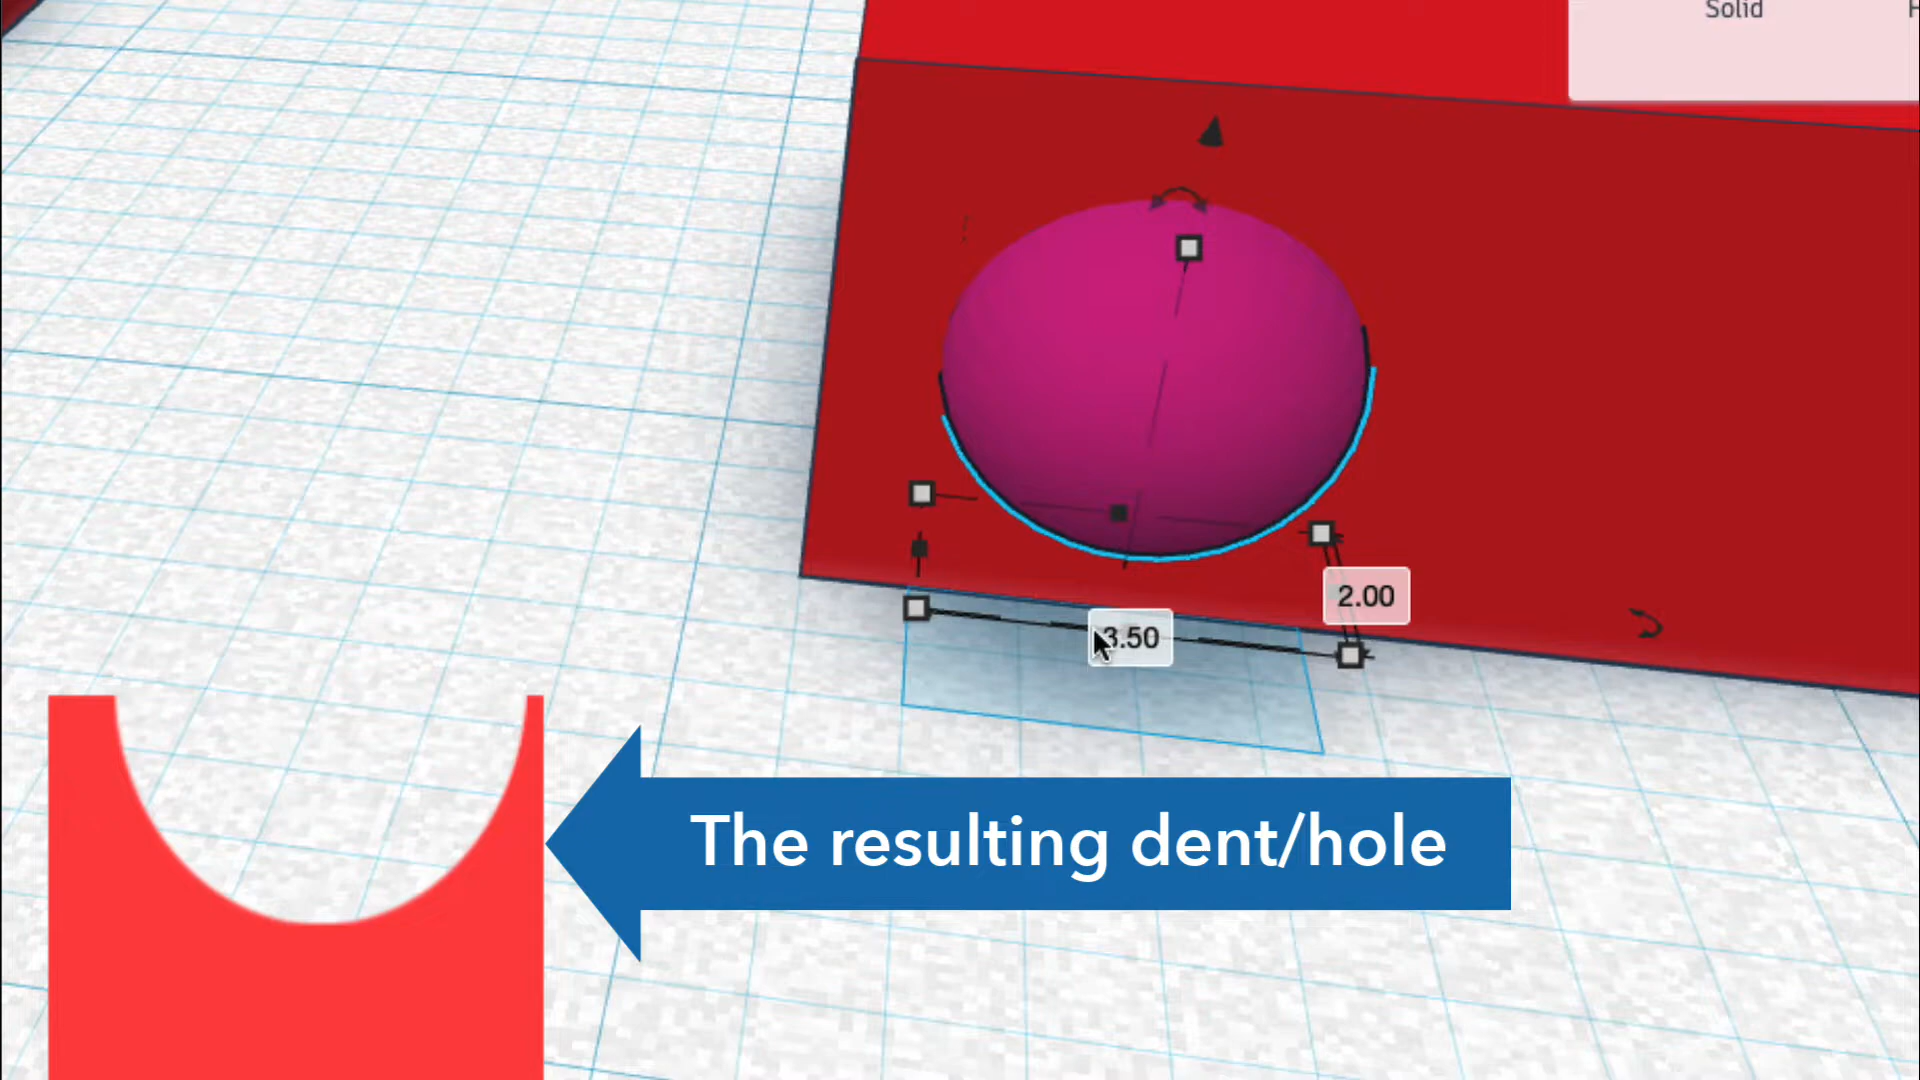 Solid
2.00
3.50
The resulting dent/hole